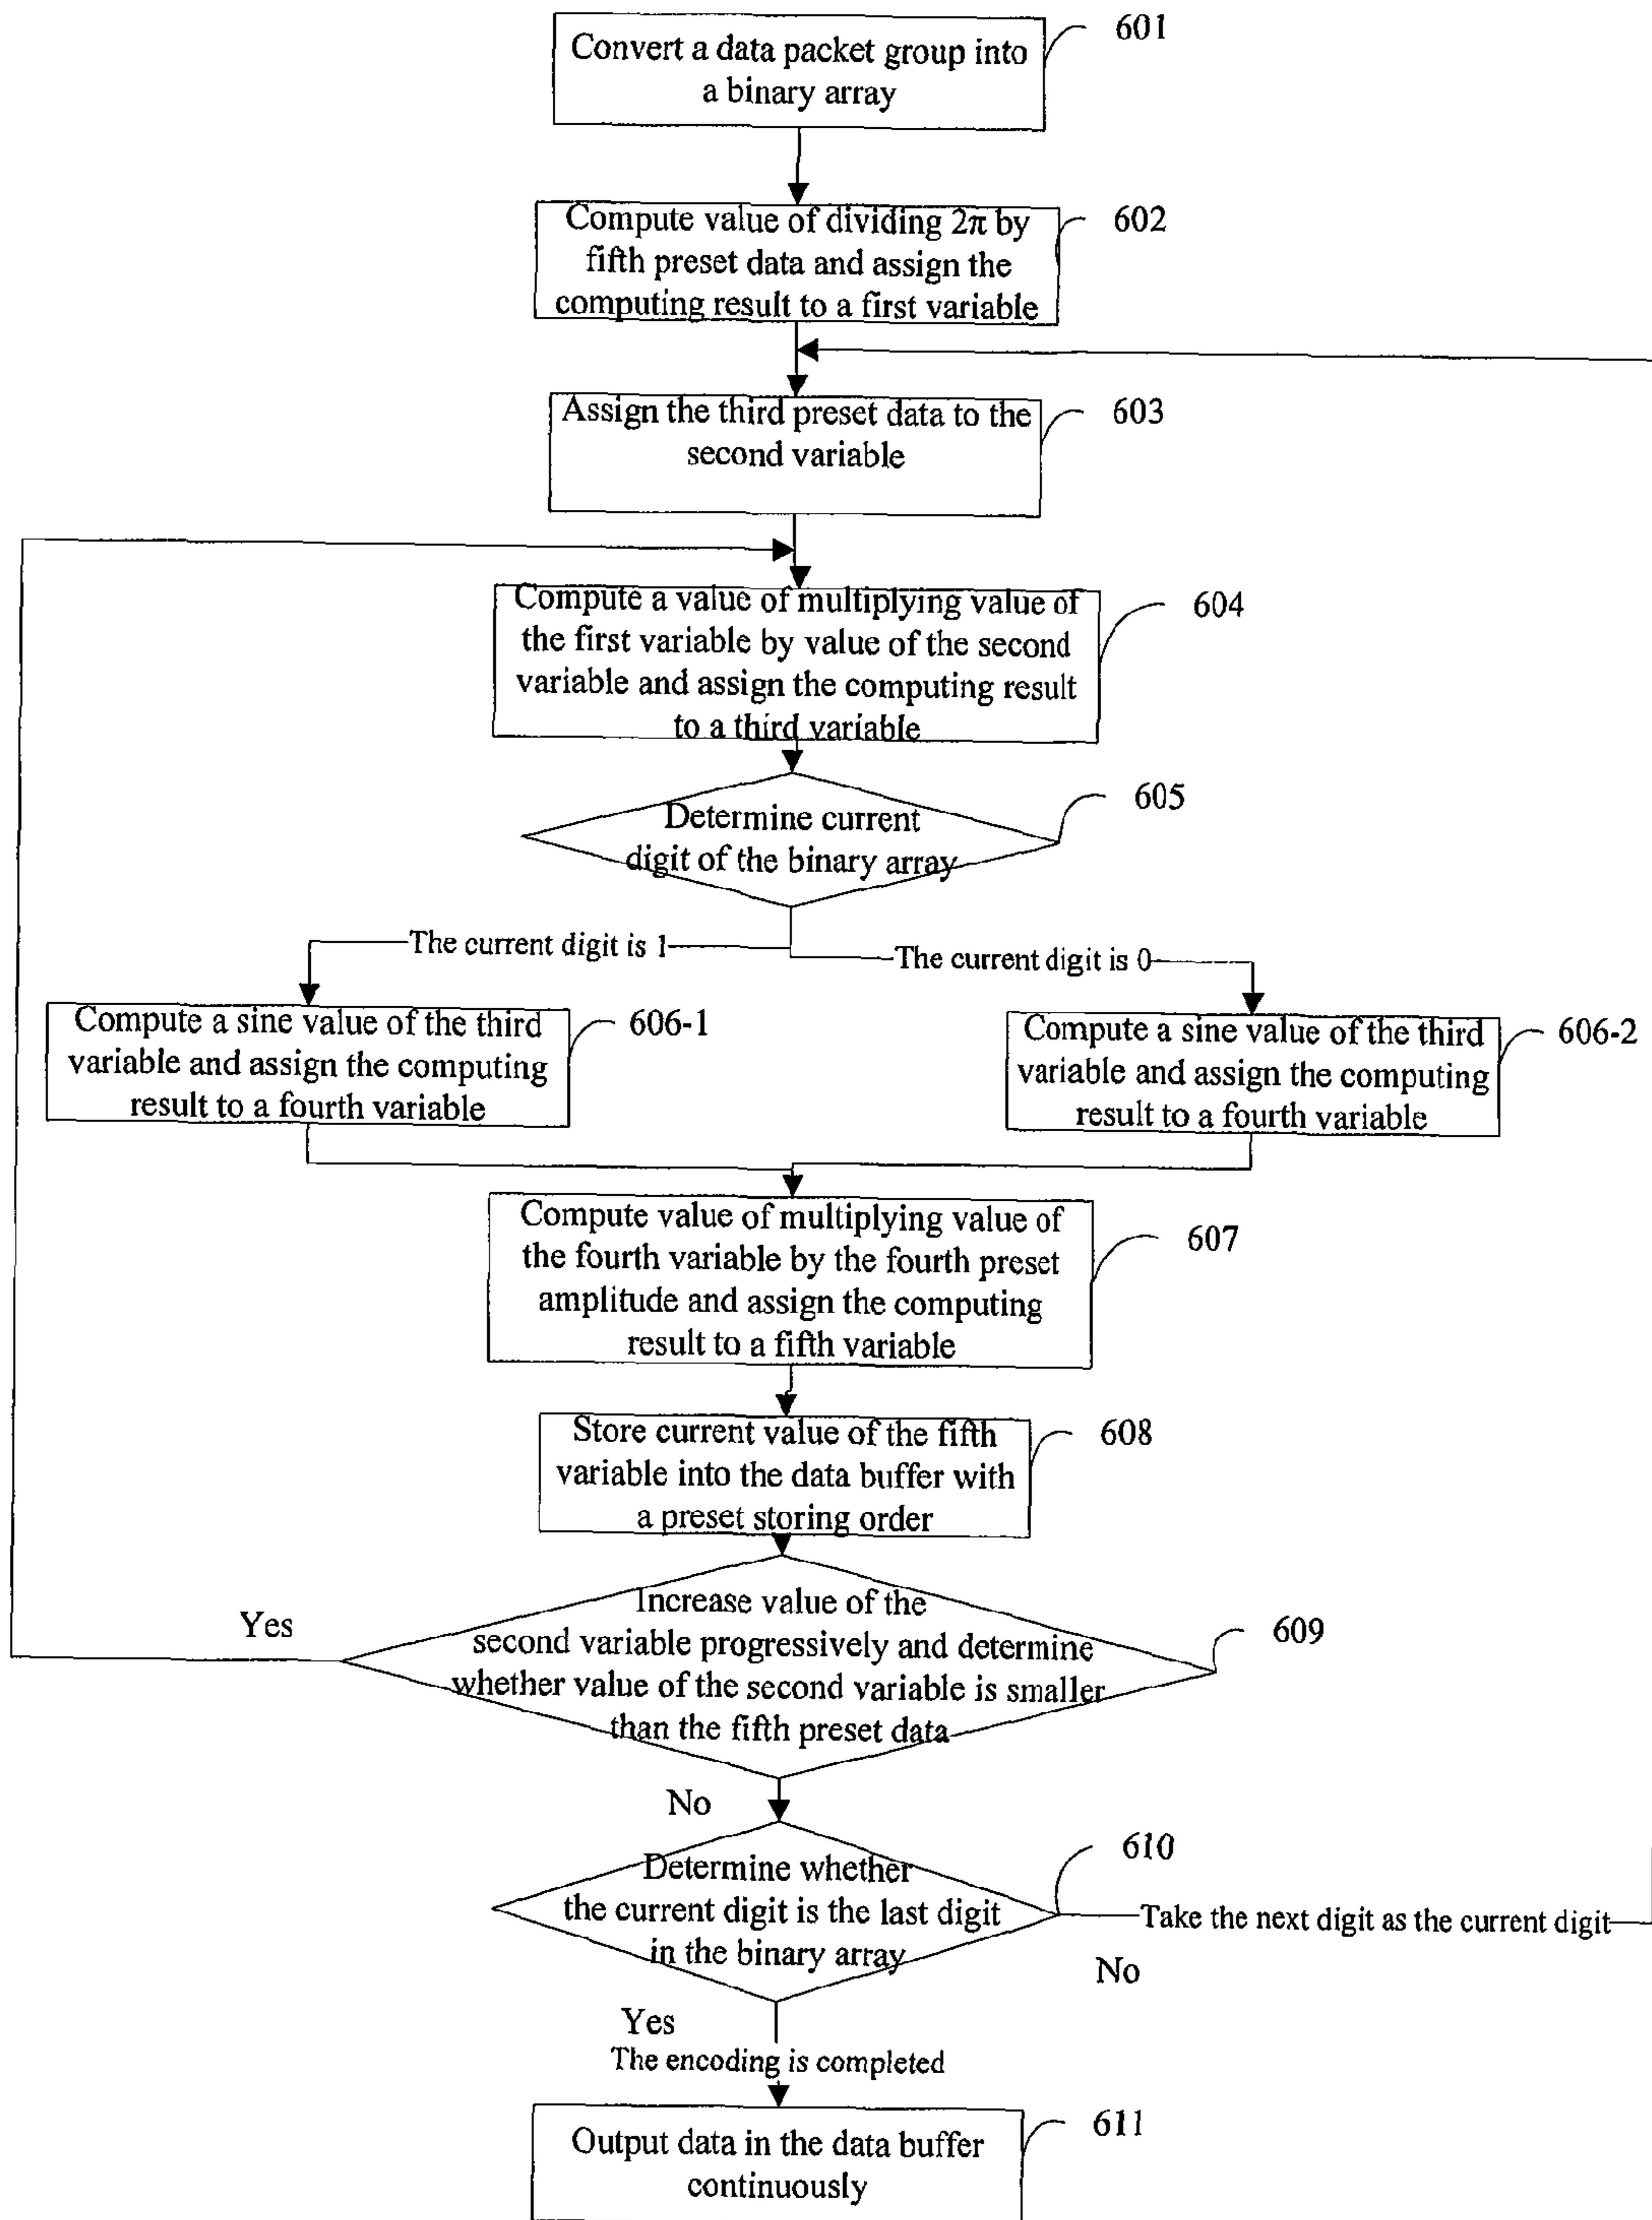 601
Convert a data packet group into
a binary array
602
Compute value of dividing 2π by
fifth preset data and assign the
computing result to a first variable
603
Assign the third preset data to the
second variable
604
Compute a value of multiplying value of
the first variable by value of the second
variable and assign the computing result
to a third variable
605
Determine current
digit of the binary array
The current digit is 1
The current digit is 0
606-1
Compute a sine value of the third
variable and assign the computing
result to a fourth variable
606-2
Compute a sine value of the third
variable and assign the computing
result to a fourth variable
607
Compute value of multiplying value of
the fourth variable by the fourth preset
amplitude and assign the computing
result to a fifth variable
608
Store current value of the fifth
variable into the data buffer with
a preset storing order
609
Increase value of the
second variable progressively and determine
whether value of the second variable is smaller
than the fifth preset data
Yes
No
610
Determine whether
the current digit is the last digit
in the binary array
Take the next digit as the current digit
No
Yes
The encoding is completed
611
Output data in the data buffer
continuously